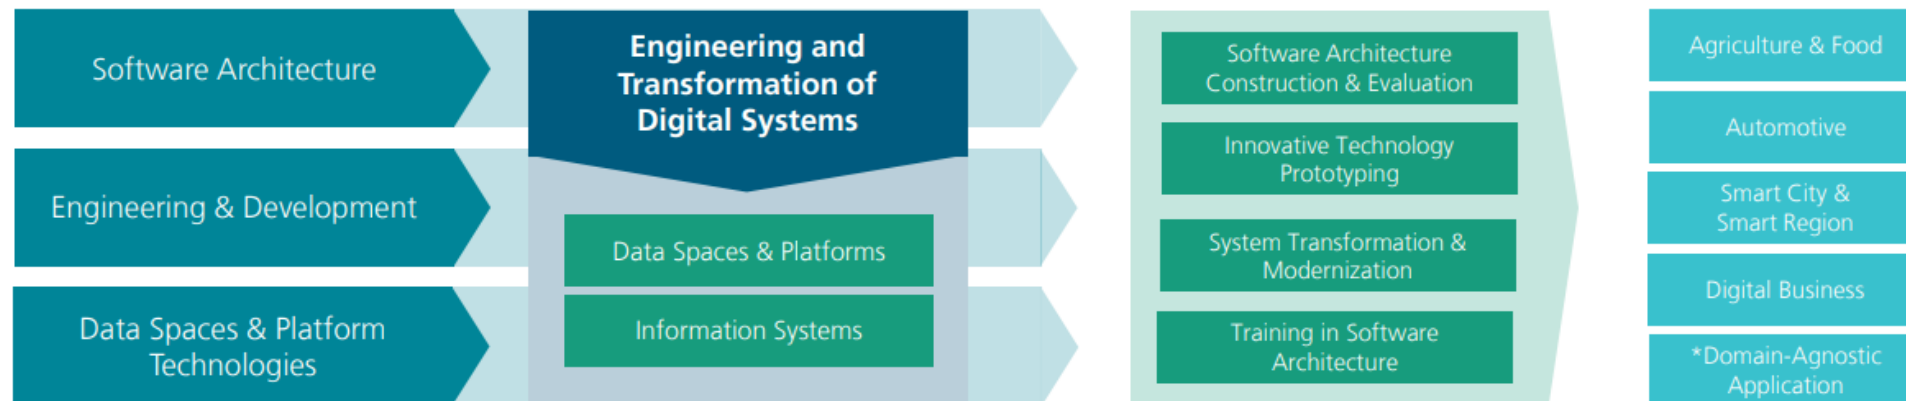 Software Architecture
Engineering & Development
Data Spaces & Platform
Technologies
Engineering and
Transformation of
Digital Systems
Data Spaces & Platforms
Information Systems
Software Architecture
Construction & Evaluation
Innovative Technology
Prototyping
System Transformation &
Modernization
Training in Software
Architecture
Agriculture & Food
Automotive
Smart City &
Smart Region
Digital Business
*Domain-Agnostic
Application